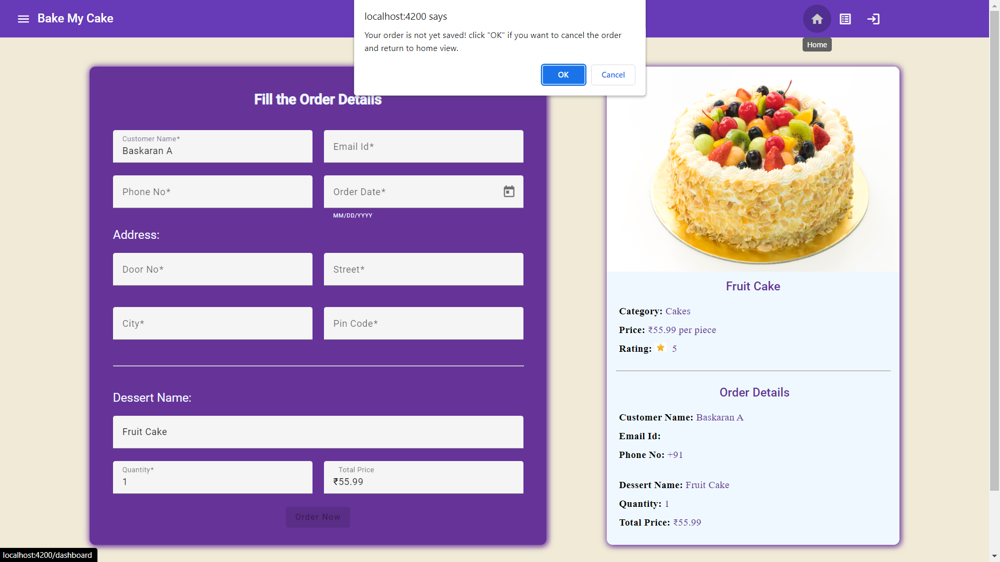 Bake My Cake
localhost:4200 says
Your order is not yet saved! click "OK" if you want to cancel the order
and return to home view.
OK
Cancel
Home
Fill the Order Details
Customer Name*
Baskaran A
Email Id*
Phone No*
Order Date*
MM/DD/YYYY
Address:
Door No*
Street*
City*
Pin Code*
Dessert Name:
Fruit Cake
Quantity*
1
Total Price
₹55.99
Order Now
Fruit Cake
Category: Cakes
Price: ₹55.99 per piece
Rating: 5
Order Details
Customer Name: Baskaran A
Email Id:
Phone No: +91
Dessert Name: Fruit Cake
Quantity: 1
Total Price: ₹55.99
localhost:4200/dashboard